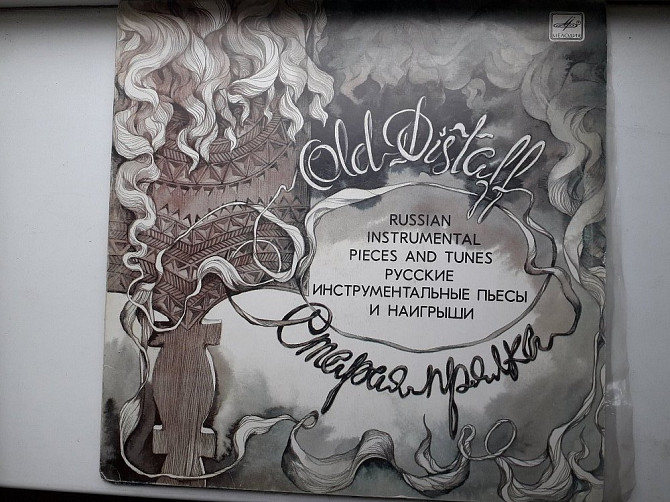 МЕЛОДИЯ
Old Distaff
RUSSIAN
INSTRUMENTAL
PIECES AND TUNES
РУССКИЕ
ИНСТРУМЕНТАЛЬНЫЕ ПЬЕСЫ
И НАИГРЫШИ
Старая прялка